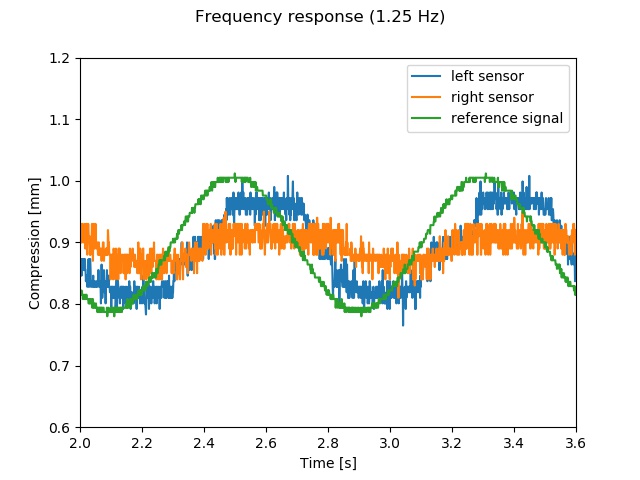 Frequency response (1.25 Hz)
1.2
1.1
1.0
0.9
0.8
0.7
0.6
Compression [mm]
left sensor
right sensor
reference signal
2.0 2.2 2.4 2.6 2.8 3.0 3.2 3.4 3.6
Time [s]